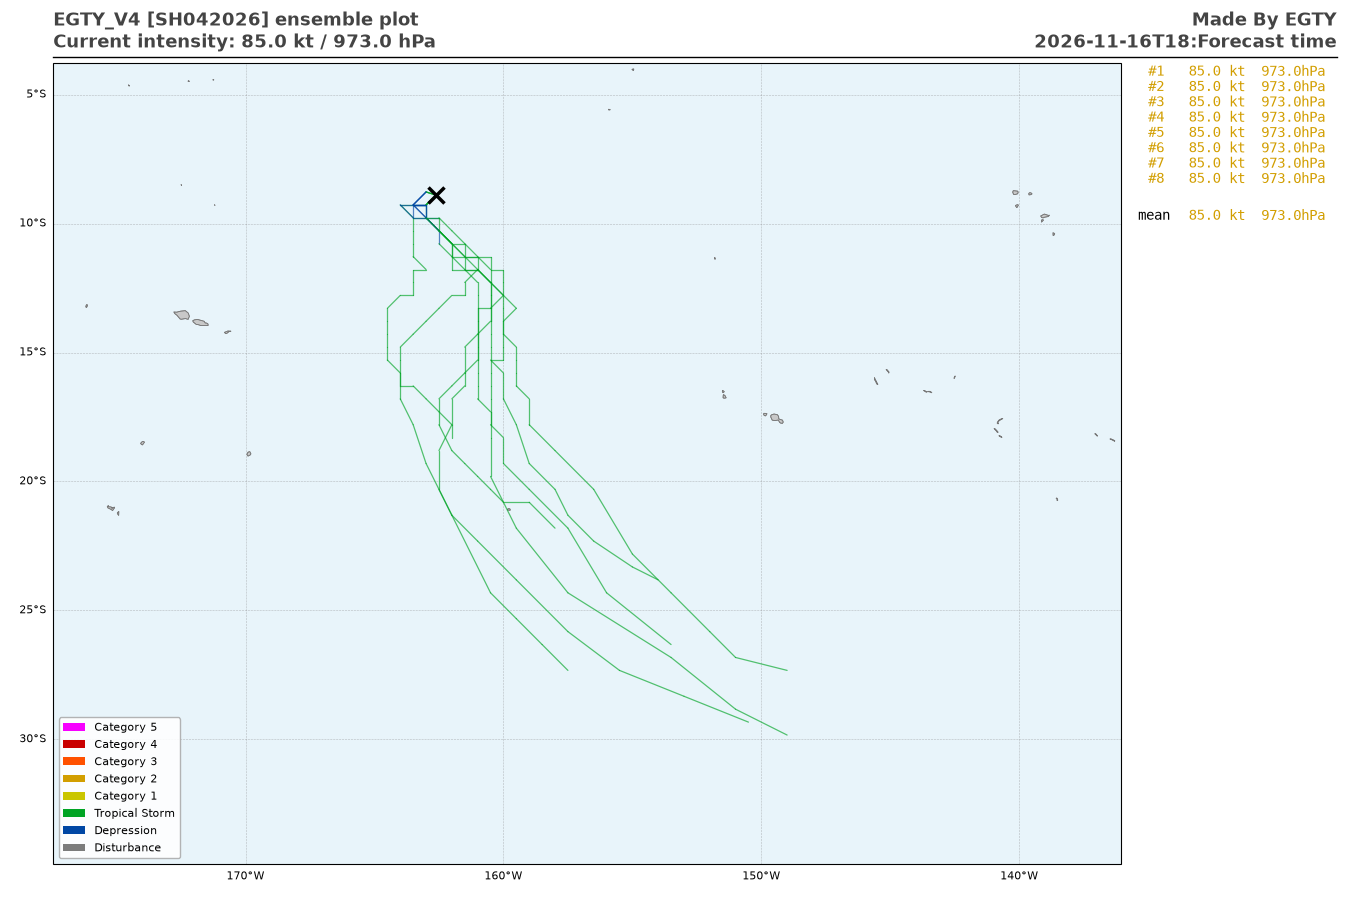 EGTY_V4 [SH042026] ensemble plot
Current intensity: 85.0 kt / 973.0 hPa
Made By EGTY
2026-11-16T18:Forecast time
#1 85.0 kt 973.0hPa
#2 85.0 kt 973.0hPa
#3 85.0 kt 973.0hPa
#4 85.0 kt 973.0hPa
#5 85.0 kt 973.0hPa
#6 85.0 kt 973.0hPa
#7 85.0 kt 973.0hPa
#8 85.0 kt 973.0hPa
mean 85.0 kt 973.0hPa
5°S
10°S
15°S
20°S
25°S
30°S
Category 5
Category 4
Category 3
Category 2
Category 1
Tropical Storm
Depression
Disturbance
170°W
160°W
150°W
140°W